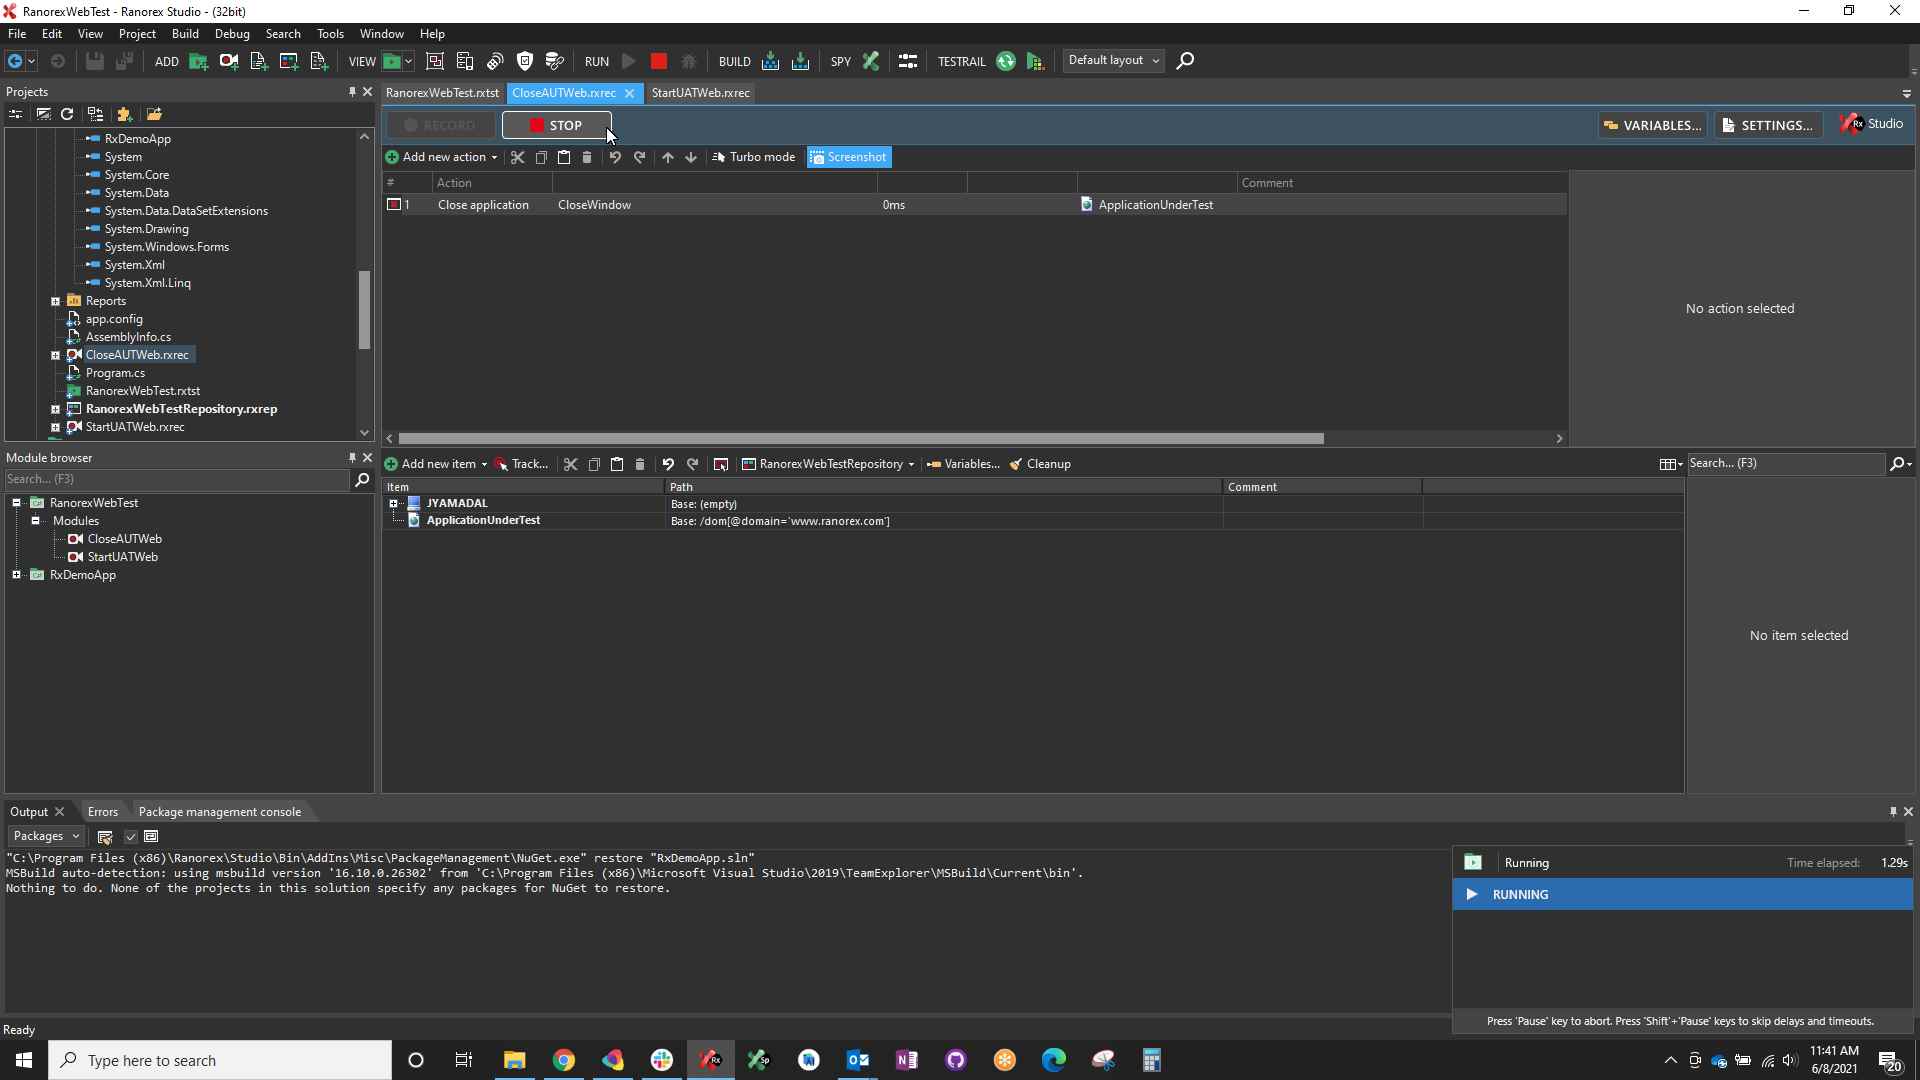 RanorexWebTest - Ranorex Studio - (32bit)
File Edit View Project Build Debug Search Tools Window Help
ADD VIEW RUN BUILD SPY TESTRAIL Default layout
Projects
RanorexWebTest.rxtst CloseAUTWeb.rxrec StartUATWeb.rxrec
RECORD STOP VARIABLES... SETTINGS... Rx Studio
Add new action Turbo mode Screenshot
# Action Comment
1 Close application CloseWindow 0ms ApplicationUnderTest
No action selected
RxDemoApp
System
System.Core
System.Data
System.Data.DataSetExtensions
System.Drawing
System.Windows.Forms
System.Xml
System.Xml.Linq
Reports
app.config
AssemblyInfo.cs
CloseAUTWeb.rxrec
Program.cs
RanorexWebTest.rxtst
RanorexWebTestRepository.rxrep
StartUATWeb.rxrec
Module browser
Search... (F3)
RanorexWebTest
Modules
CloseAUTWeb
StartUATWeb
RxDemoApp
Add new item Track... RanorexWebTestRepository Variables... Cleanup Search... (F3)
Item Path Comment
JYAMADAL Base: (empty)
ApplicationUnderTest Base: /dom[@domain='www.ranorex.com']
No item selected
Output Errors Package management console
Packages
"C:\Program Files (x86)\Ranorex\Studio\Bin\AddIns\Misc\PackageManagement\NuGet.exe" restore "RxDemoApp.sln"
MSBuild auto-detection: using msbuild version '16.10.0.26302' from 'C:\Program Files (x86)\Microsoft Visual Studio\2019\TeamExplorer\MSBuild\Current\bin'.
Nothing to do. None of the projects in this solution specify any packages for NuGet to restore.
Running Time elapsed: 1.29s
RUNNING
Press 'Pause' key to abort. Press 'Shift'+'Pause' keys to skip delays and timeouts.
Ready
Type here to search
Rx
Sp
11:41 AM
6/8/2021
20